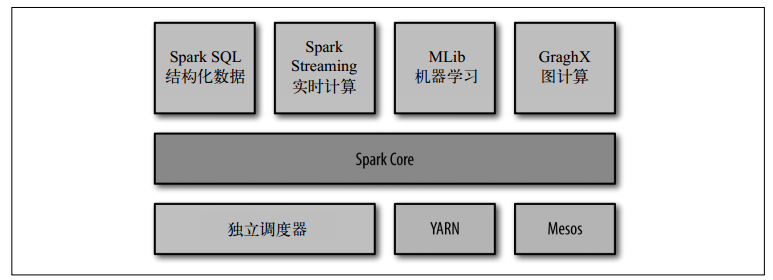 Spark SQL
结构化数据
Spark
Streaming
实时计算
MLib
机器学习
GraghX
图计算
Spark Core
独立调度器
YARN
Mesos